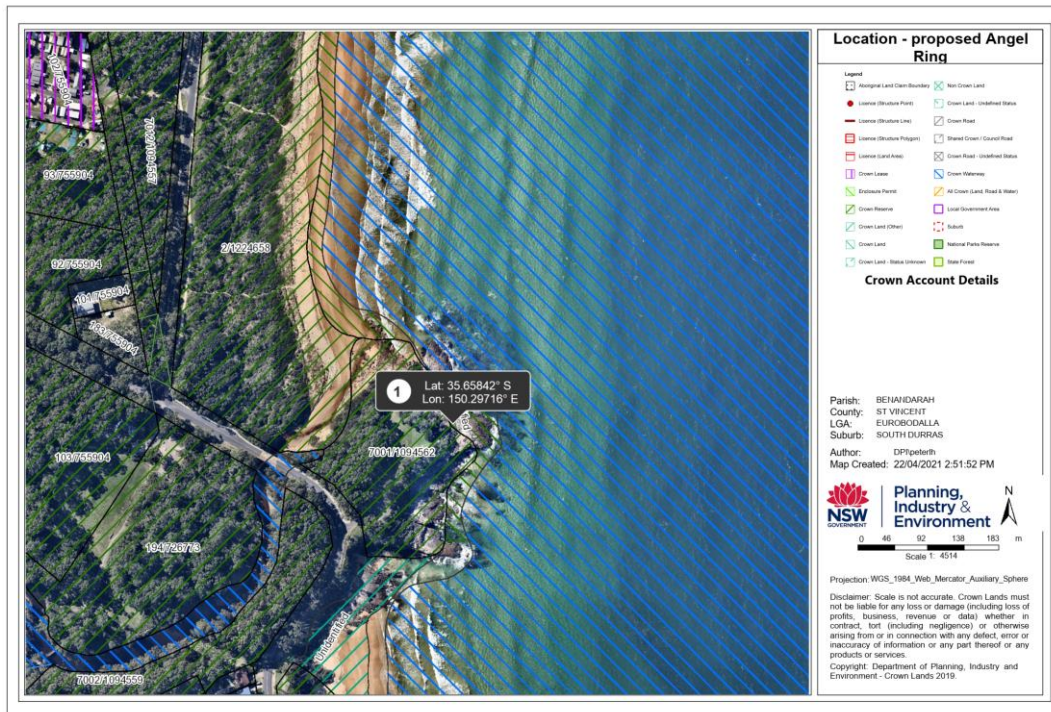 Location - proposed Angel
Ring
Legend
Aboriginal Land Claim Boundary
Licence (Structure Point)
Licence (Structure Line)
Licence (Structure Polygon)
Licence (Land Area)
Crown Lease
Enclosure Permit
Crown Reserve
Crown Land (Other)
Crown Land
Crown Land - Status Unknown
Non Crown Land
Crown Land - Undefined Status
Crown Road
Shared Crown / Council Road
Crown Road - Undefined Status
Crown Waterway
All Crown (Land, Road & Water)
Local Government Area
Suburb
National Parks Reserve
State Forest
Crown Account Details
102/755904
7029/1091557
93/755904
2/1224658
92/755904
101/755904
123/755904
1
Lat: 35.65842° S
Lon: 150.29716° E
7001/1094562
103/755904
194/726773
Unidentified
7002/1094559
Parish: BENANDARAH
County: ST VINCENT
LGA: EUROBODALLA
Suburb: SOUTH DURRAS
Author: DPI\peterlh
Map Created: 22/04/2021 2:51:52 PM
NSW
GOVERNMENT
Planning,
Industry &
Environment
N
0 46 92 138 183 m
Scale 1: 4514
Projection: WGS_1984_Web_Mercator_Auxiliary_Sphere
Disclaimer: Scale is not accurate. Crown Lands must
not be liable for any loss or damage (including loss of
profits, business, revenue or data) whether in
contract, tort (including negligence) or otherwise
arising from or in connection with any defect, error or
inaccuracy of information or any part thereof or any
products or services.
Copyright: Department of Planning, Industry and
Environment - Crown Lands 2019.